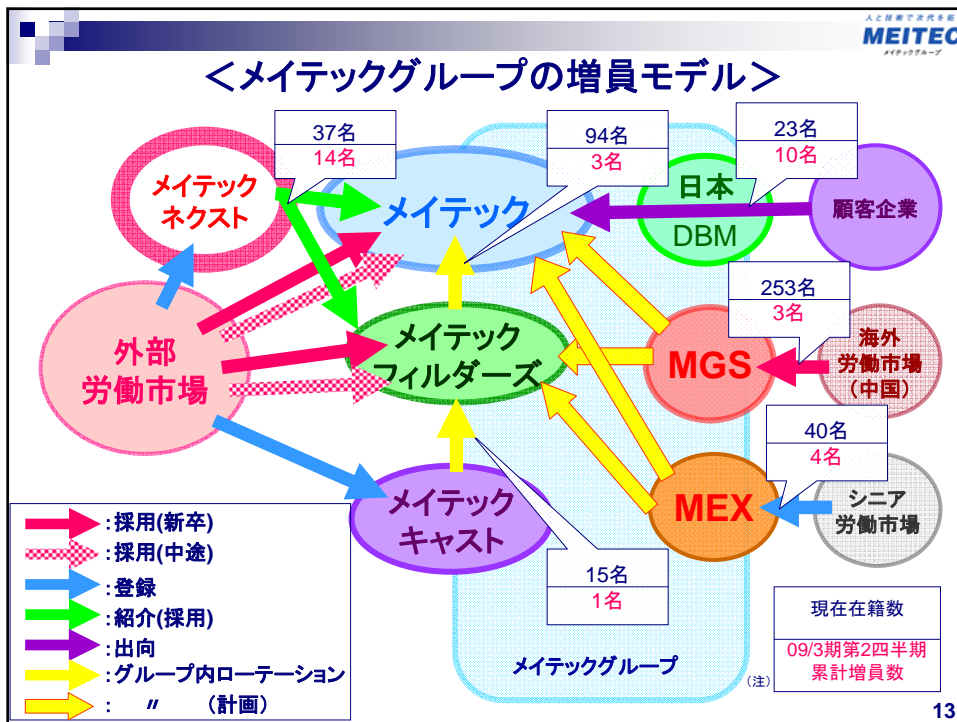 人と技術で次代を拓
MEITEC
メイテックグループ
＜メイテックグループの増員モデル＞
37名
14名
94名
3名
23名
10名
メイテック
ネクスト
メイテック
日本
DBM
顧客企業
253名
3名
外部
労働市場
メイテック
フィルダーズ
MGS
海外
労働市場
（中国）
40名
4名
メイテック
キャスト
MEX
シニア
労働市場
：採用(新卒)
：採用(中途)
：登録
：紹介(採用)
：出向
：グループ内ローテーション
： 〃 （計画）
15名
1名
メイテックグループ
（注）
現在在籍数
09/3期第2四半期
累計増員数
13